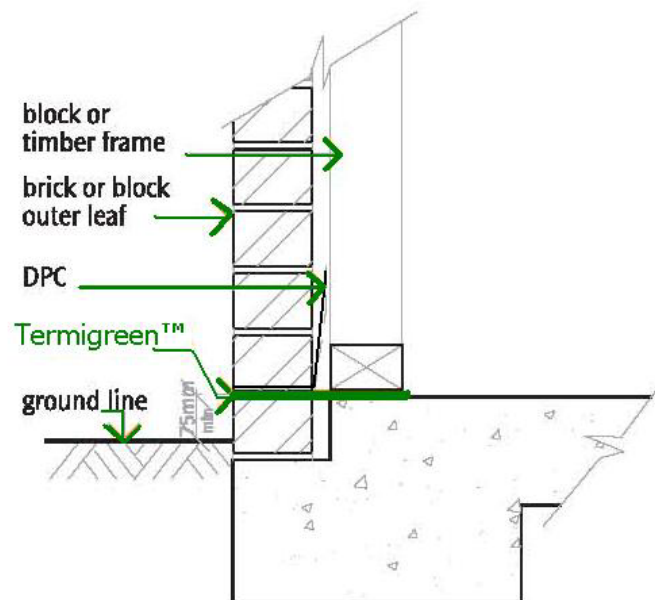 block or
timber frame
brick or block
outer leaf
DPC
Termigreen™
ground line
75mm
min